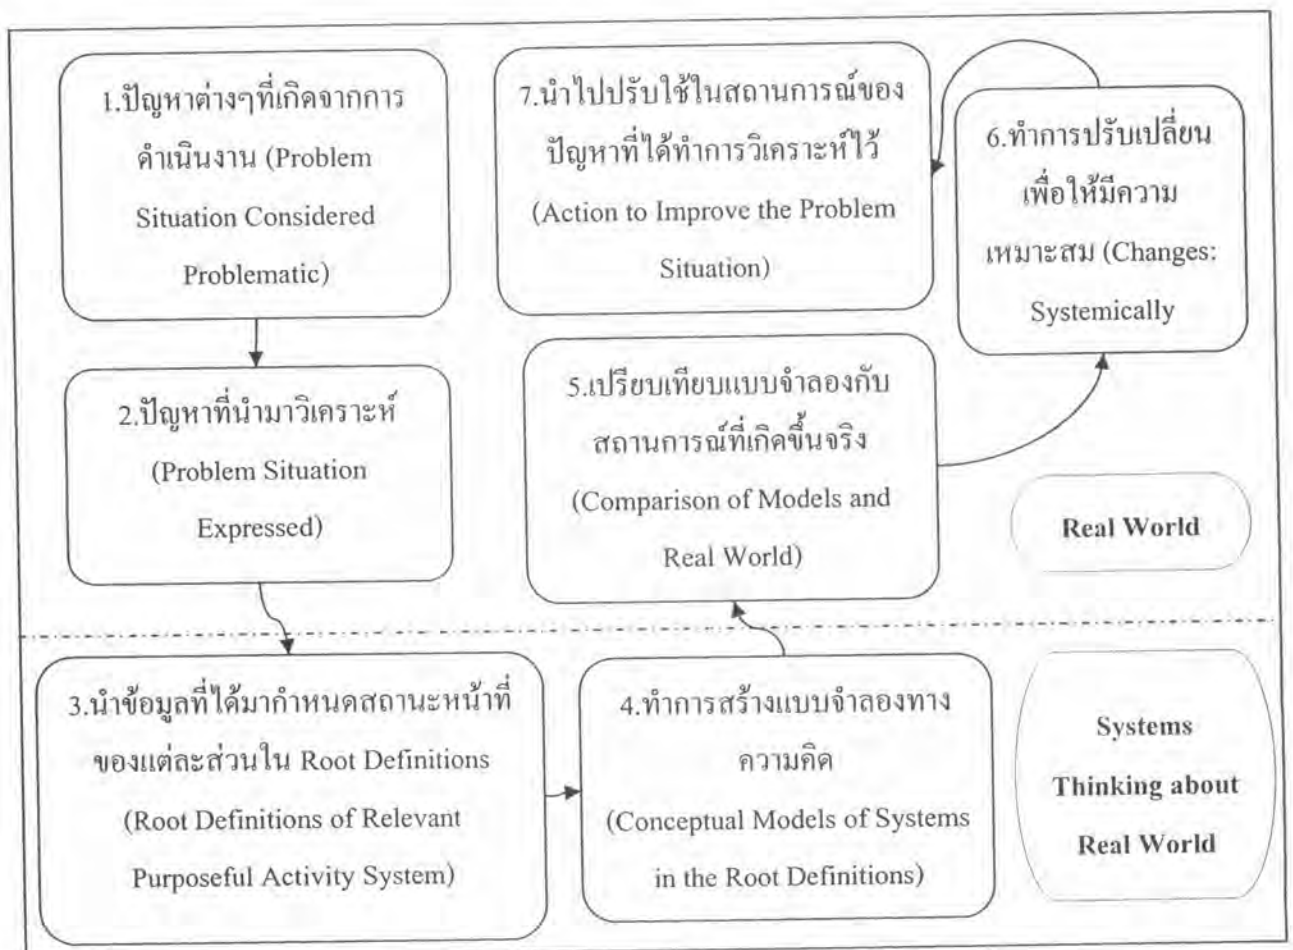 1.ปัญหาต่างๆที่เกิดจากการ
ดำเนินงาน (Problem
Situation Considered
Problematic)
2.ปัญหาที่นำมาวิเคราะห์
(Problem Situation
Expressed)
3.นำข้อมูลที่ได้มากำหนดสถานะหน้าที่
ของแต่ละส่วนใน Root Definitions
(Root Definitions of Relevant
Purposeful Activity System)
4.ทำการสร้างแบบจำลองทาง
ความคิด
(Conceptual Models of Systems
in the Root Definitions)
5.เปรียบเทียบแบบจำลองกับ
สถานการณ์ที่เกิดขึ้นจริง
(Comparison of Models and
Real World)
6.ทำการปรับเปลี่ยน
เพื่อให้มีความ
เหมาะสม (Changes:
Systemically
7.นำไปปรับใช้ในสถานการณ์ของ
ปัญหาที่ได้ทำการวิเคราะห์ไว้
(Action to Improve the Problem
Situation)
Real World
Systems
Thinking about
Real World